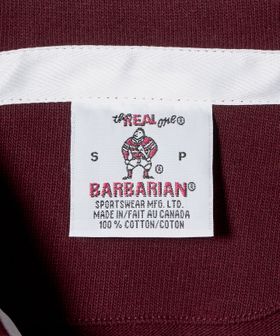 the REAL one®
S P
BARBARIAN®
SPORTSWEAR MFG. LTD.
MADE IN/FAIT AU CANADA
100 % COTTON/COTON